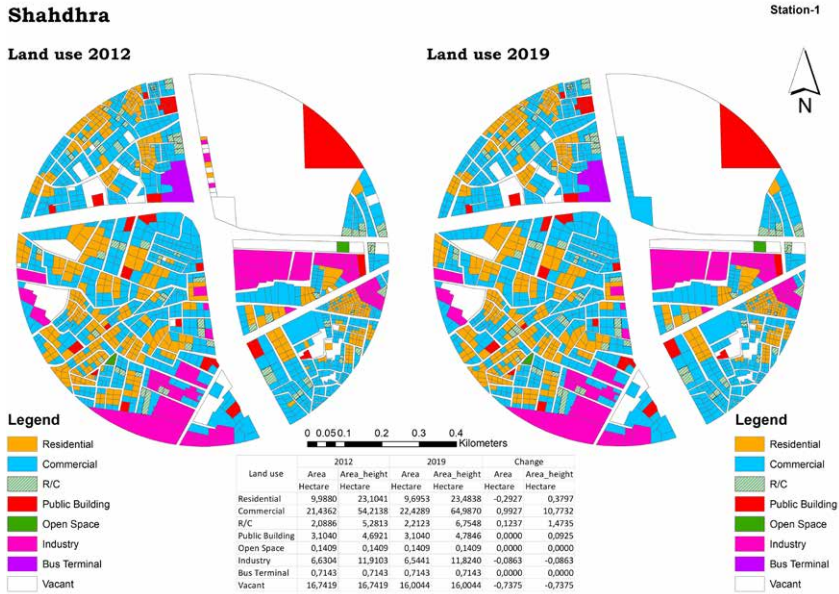 Shahdhra
Station-1
Land use 2012
Land use 2019
N
Legend
Residential
Commercial
R/C
Public Building
Open Space
Industry
Bus Terminal
Vacant
0 0.050.1 0.2 0.3 0.4
Kilometers
Land use 2012 2019 Change
Area Area_height Area Area_height Area Area_height
Hectare Hectare Hectare Hectare Hectare Hectare
Residential 9,9880 23,1041 9,6953 23,4838 -0,2927 0,3797
Commercial 21,4362 54,2138 22,4289 64,9870 0,9927 10,7732
R/C 2,0886 5,2813 2,2123 6,7548 0,1237 1,4735
Public Building 3,1040 4,6921 3,1040 4,7846 0,0000 0,0925
Open Space 0,1409 0,1409 0,1409 0,1409 0,0000 0,0000
Industry 6,6304 11,9103 6,5441 11,8240 -0,0863 -0,0863
Bus Terminal 0,7143 0,7143 0,7143 0,7143 0,0000 0,0000
Vacant 16,7419 16,7419 16,0044 16,0044 -0,7375 -0,7375
Legend
Residential
Commercial
R/C
Public Building
Open Space
Industry
Bus Terminal
Vacant